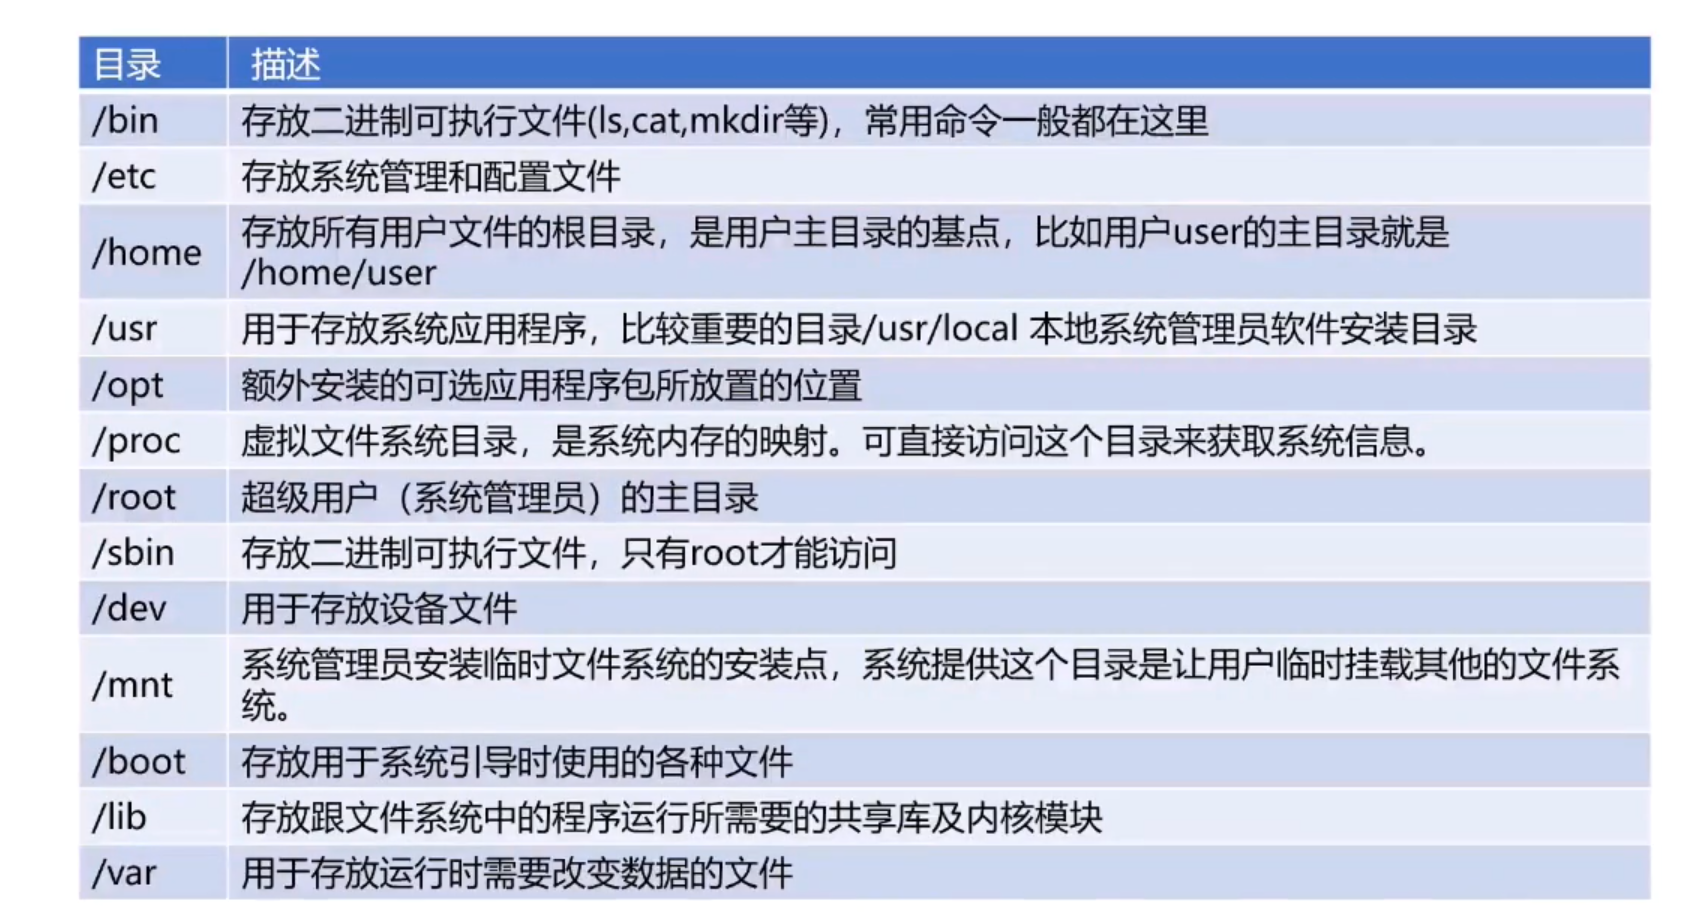 目录 描述
/bin 存放二进制可执行文件(ls,cat,mkdir等)，常用命令一般都在这里
/etc 存放系统管理和配置文件
/home 存放所有用户文件的根目录，是用户主目录的基点，比如用户user的主目录就是
/home/user
/usr 用于存放系统应用程序，比较重要的目录/usr/local 本地系统管理员软件安装目录
/opt 额外安装的可选应用程序包所放置的位置
/proc 虚拟文件系统目录，是系统内存的映射。可直接访问这个目录来获取系统信息。
/root 超级用户（系统管理员）的主目录
/sbin 存放二进制可执行文件，只有root才能访问
/dev 用于存放设备文件
/mnt 系统管理员安装临时文件系统的安装点，系统提供这个目录是让用户临时挂载其他的文件系
统。
/boot 存放用于系统引导时使用的各种文件
/lib 存放跟文件系统中的程序运行所需要的共享库及内核模块
/var 用于存放运行时需要改变数据的文件